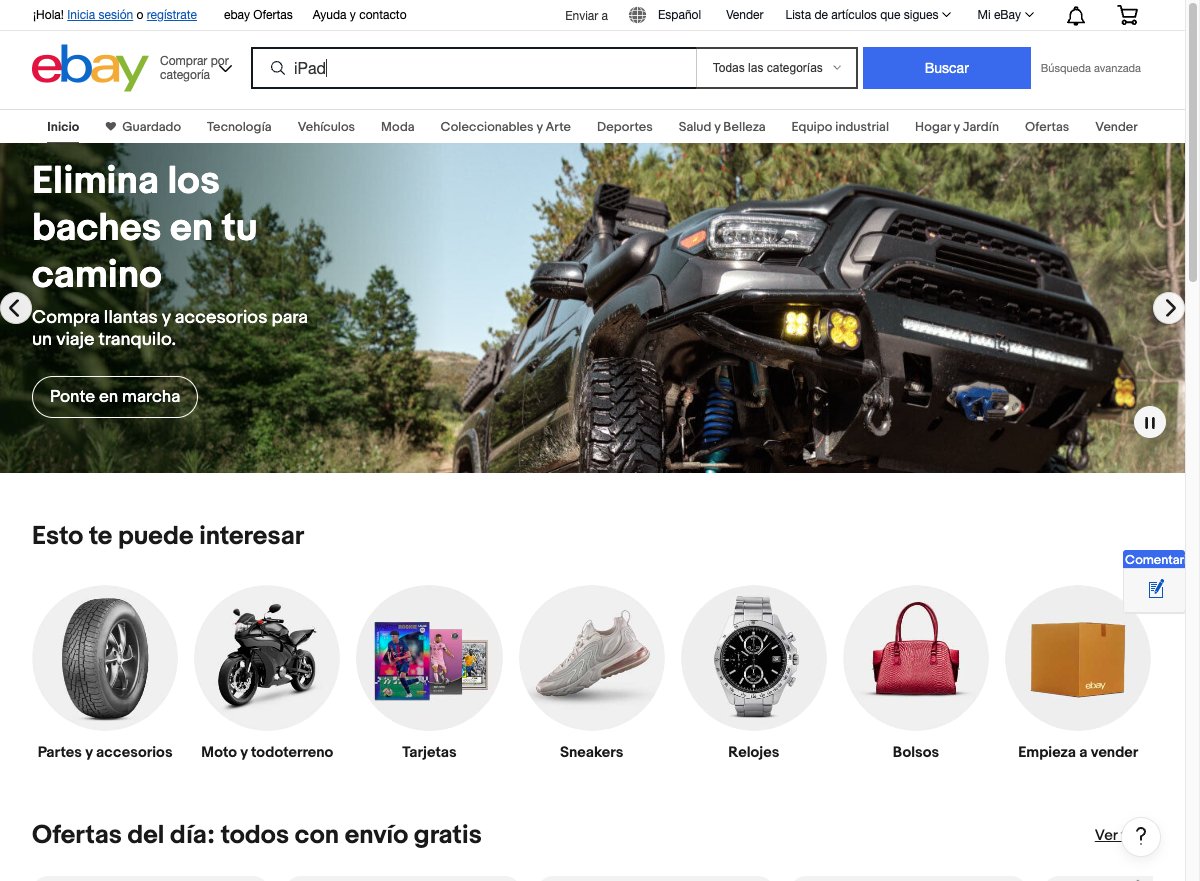 ¡Hola! Inicia sesión o regístrate ebay Ofertas Ayuda y contacto Enviar a Español Vender Lista de artículos que sigues Mi eBay
ebay Comprar por categoría iPad Todas las categorías Buscar Búsqueda avanzada
Inicio Guardado Tecnología Vehículos Moda Coleccionables y Arte Deportes Salud y Belleza Equipo industrial Hogar y Jardín Ofertas Vender
Elimina los
baches en tu
camino
Compra llantas y accesorios para
un viaje tranquilo.
Ponte en marcha
Esto te puede interesar
Comentar
ebay
Partes y accesorios Moto y todoterreno Tarjetas Sneakers Relojes Bolsos Empieza a vender
Ofertas del día: todos con envío gratis Ver ?